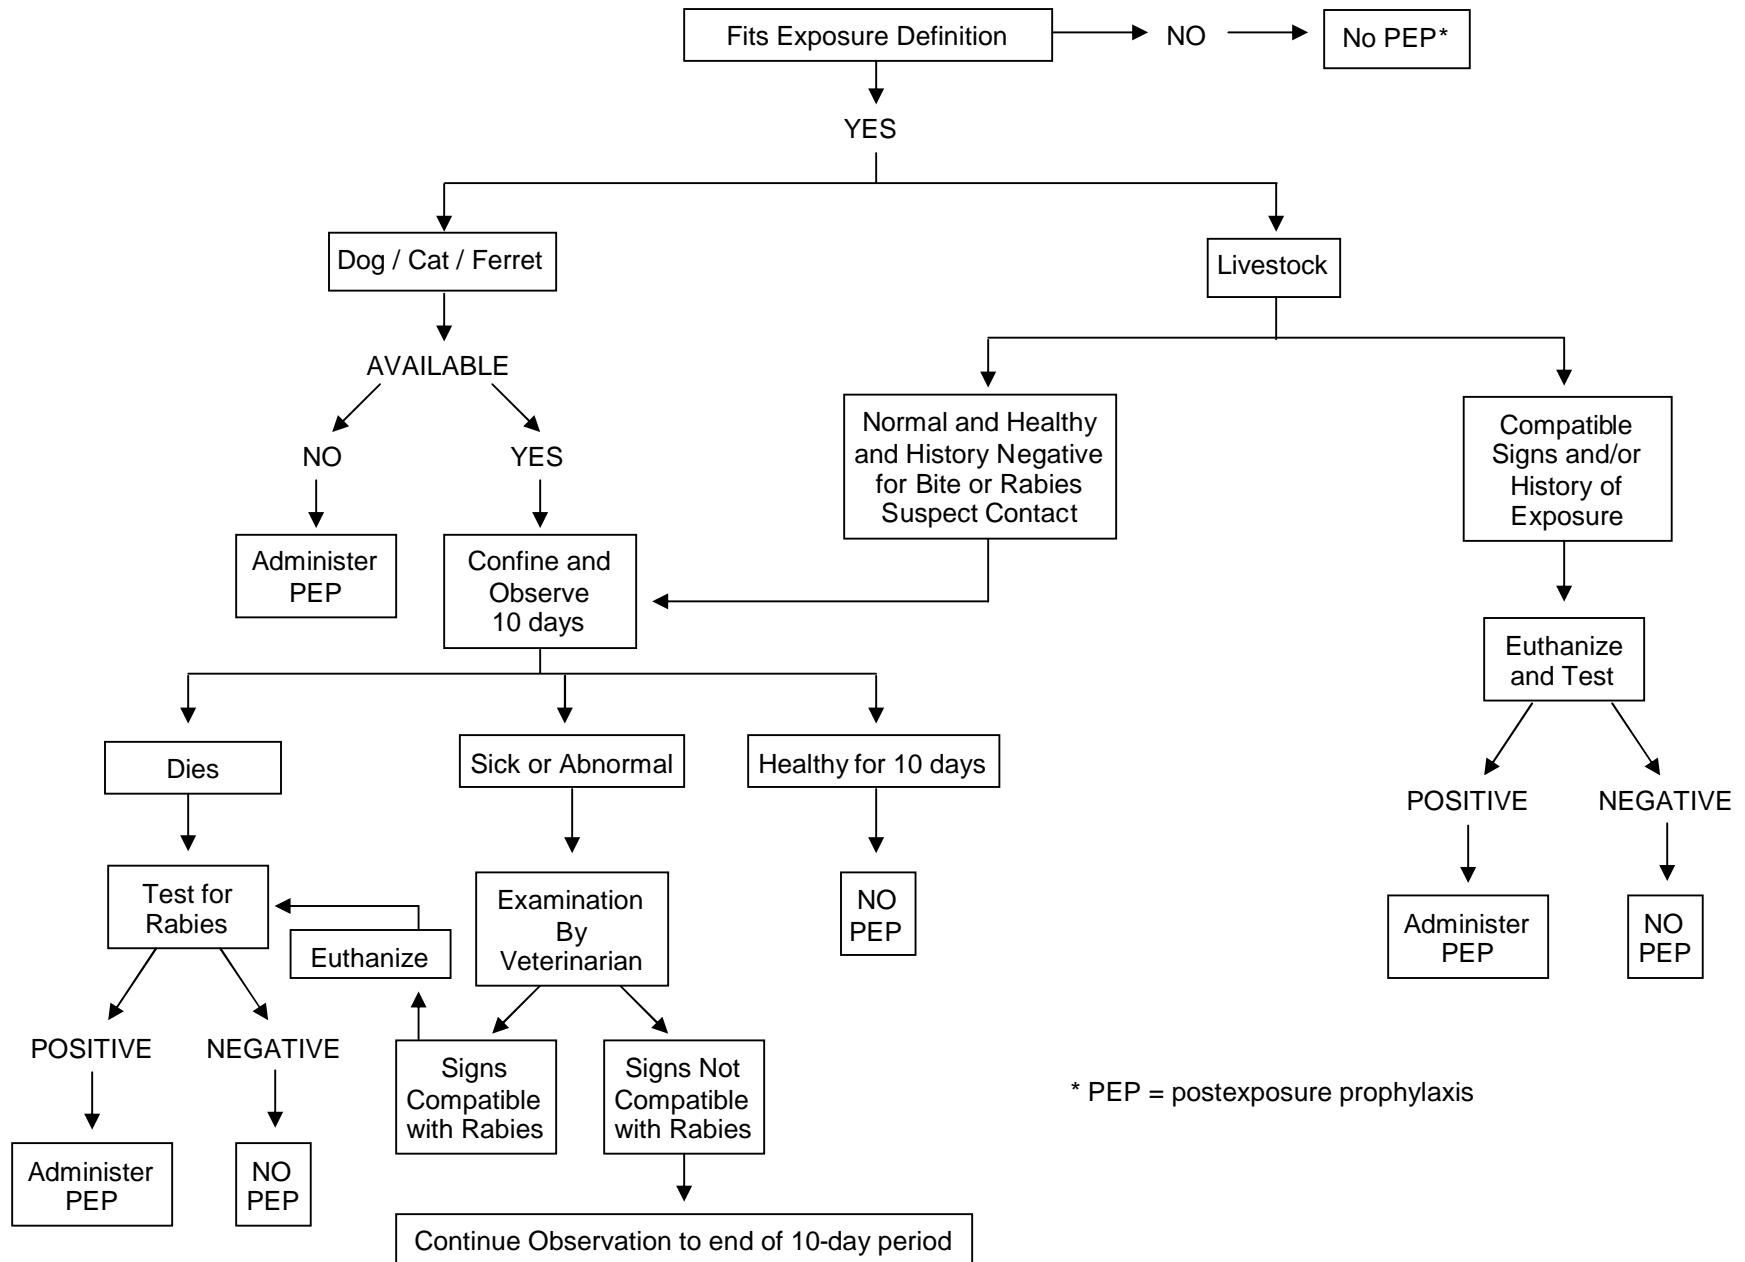 Fits Exposure Definition
NO
No PEP*
YES
Dog / Cat / Ferret
Livestock
AVAILABLE
NO
YES
Administer
PEP
Confine and
Observe
10 days
Normal and Healthy
and History Negative
for Bite or Rabies
Suspect Contact
Compatible
Signs and/or
History of
Exposure
Euthanize
and Test
Dies
Sick or Abnormal
Healthy for 10 days
POSITIVE
NEGATIVE
Test for
Rabies
Euthanize
Examination
By
Veterinarian
NO
PEP
Administer
PEP
NO
PEP
POSITIVE
NEGATIVE
Signs
Compatible
with Rabies
Signs Not
Compatible
with Rabies
* PEP = postexposure prophylaxis
Administer
PEP
NO
PEP
Continue Observation to end of 10-day period